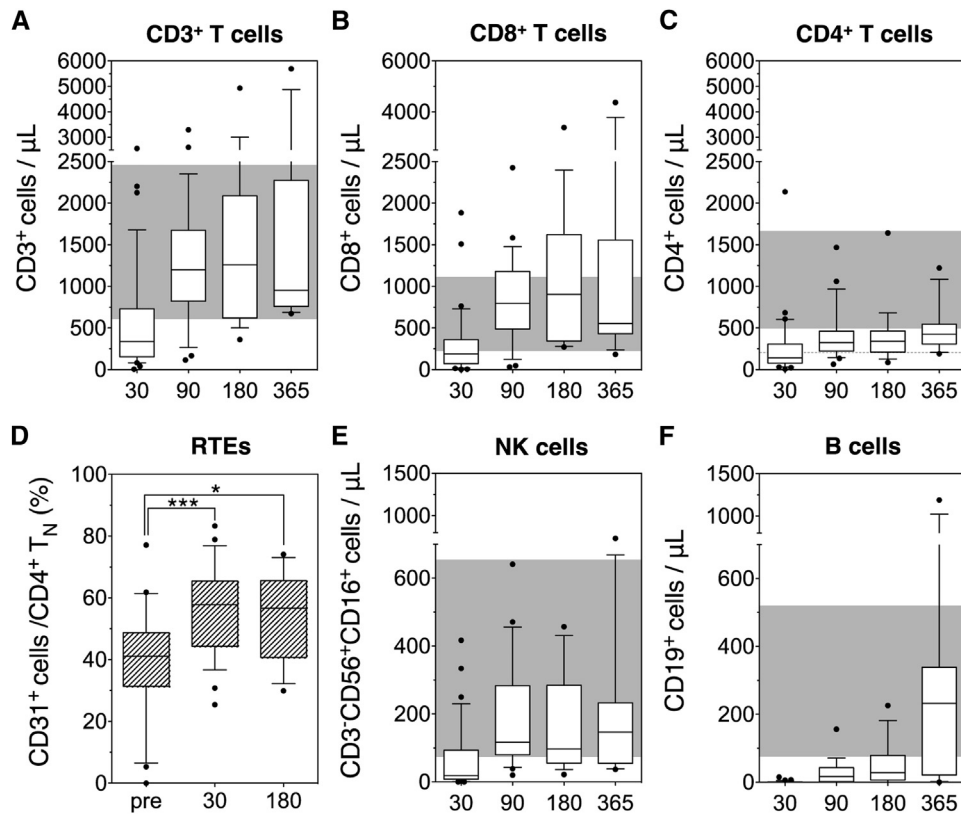 A
CD3⁺ T cells
CD3⁺ cells / µL
6000
5000
4000
3000
2500
2000
1500
1000
500
0
30 90 180 365
B
CD8⁺ T cells
CD8⁺ cells / µL
6000
4000
2500
2000
1500
1000
500
0
30 90 180 365
C
CD4⁺ T cells
CD4⁺ cells / µL
6000
5000
4000
3000
2500
2000
1500
1000
500
0
30 90 180 365
D
RTEs
CD31⁺ cells /CD4⁺ T_N (%)
100
80
60
40
20
0
***
*
pre 30 180
E
NK cells
CD3⁻CD56⁺CD16⁺ cells / µL
1500
1000
600
400
200
0
30 90 180 365
F
B cells
CD19⁺ cells / µL
1500
1000
600
400
200
0
30 90 180 365